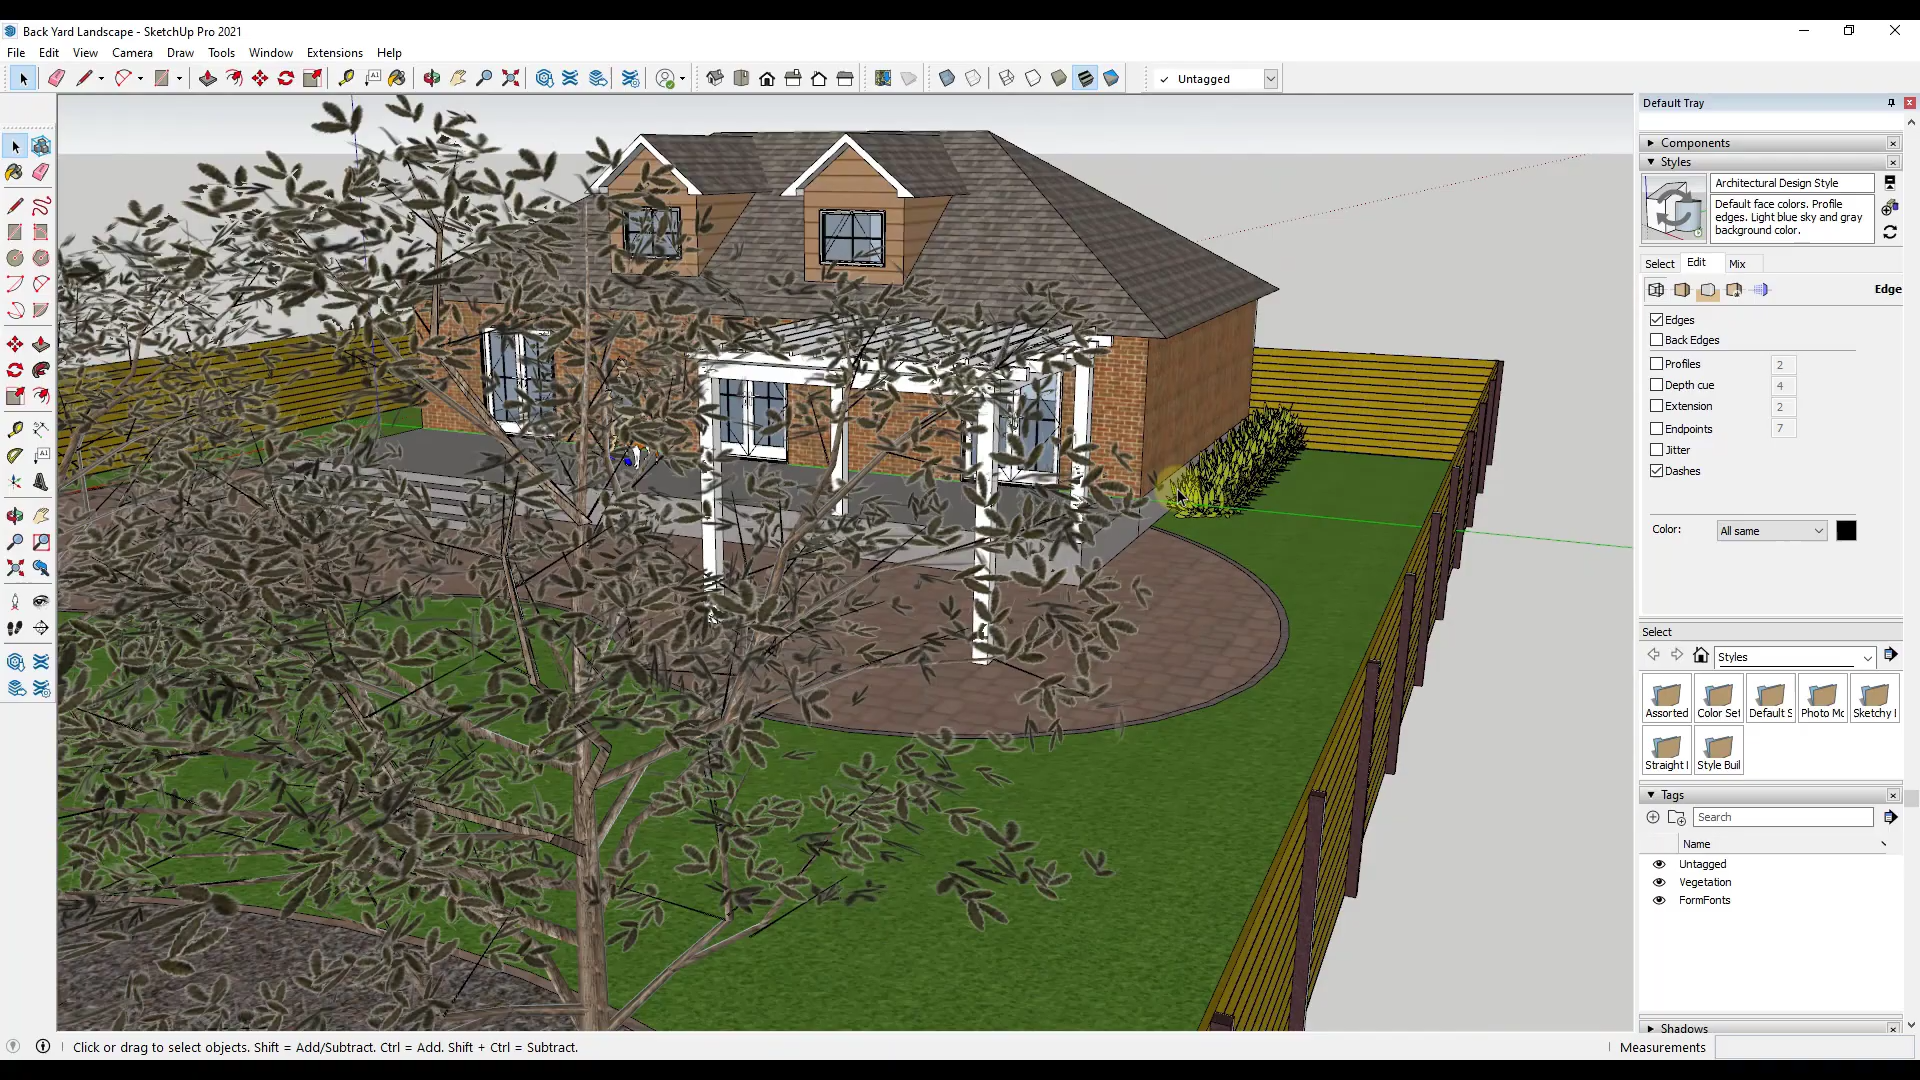 Back Yard Landscape - SketchUp Pro 2021
File Edit View Camera Draw Tools Window Extensions Help
Untagged
Default Tray
Components
Styles
Architectural Design Style
Default face colors. Profile
edges. Light blue sky and gray
background color.
Select Edit Mix
Edge
Edges
Back Edges
Profiles 2
Depth cue 4
Extension 2
Endpoints 7
Jitter
Dashes
Color: All same
Select
Styles
Assorted Color Set Default S Photo Mo Sketchy I
Straight I Style Buil
Tags
Search
Name
Untagged
Vegetation
FormFonts
Shadows
Click or drag to select objects. Shift = Add/Subtract. Ctrl = Add. Shift + Ctrl = Subtract.
Measurements